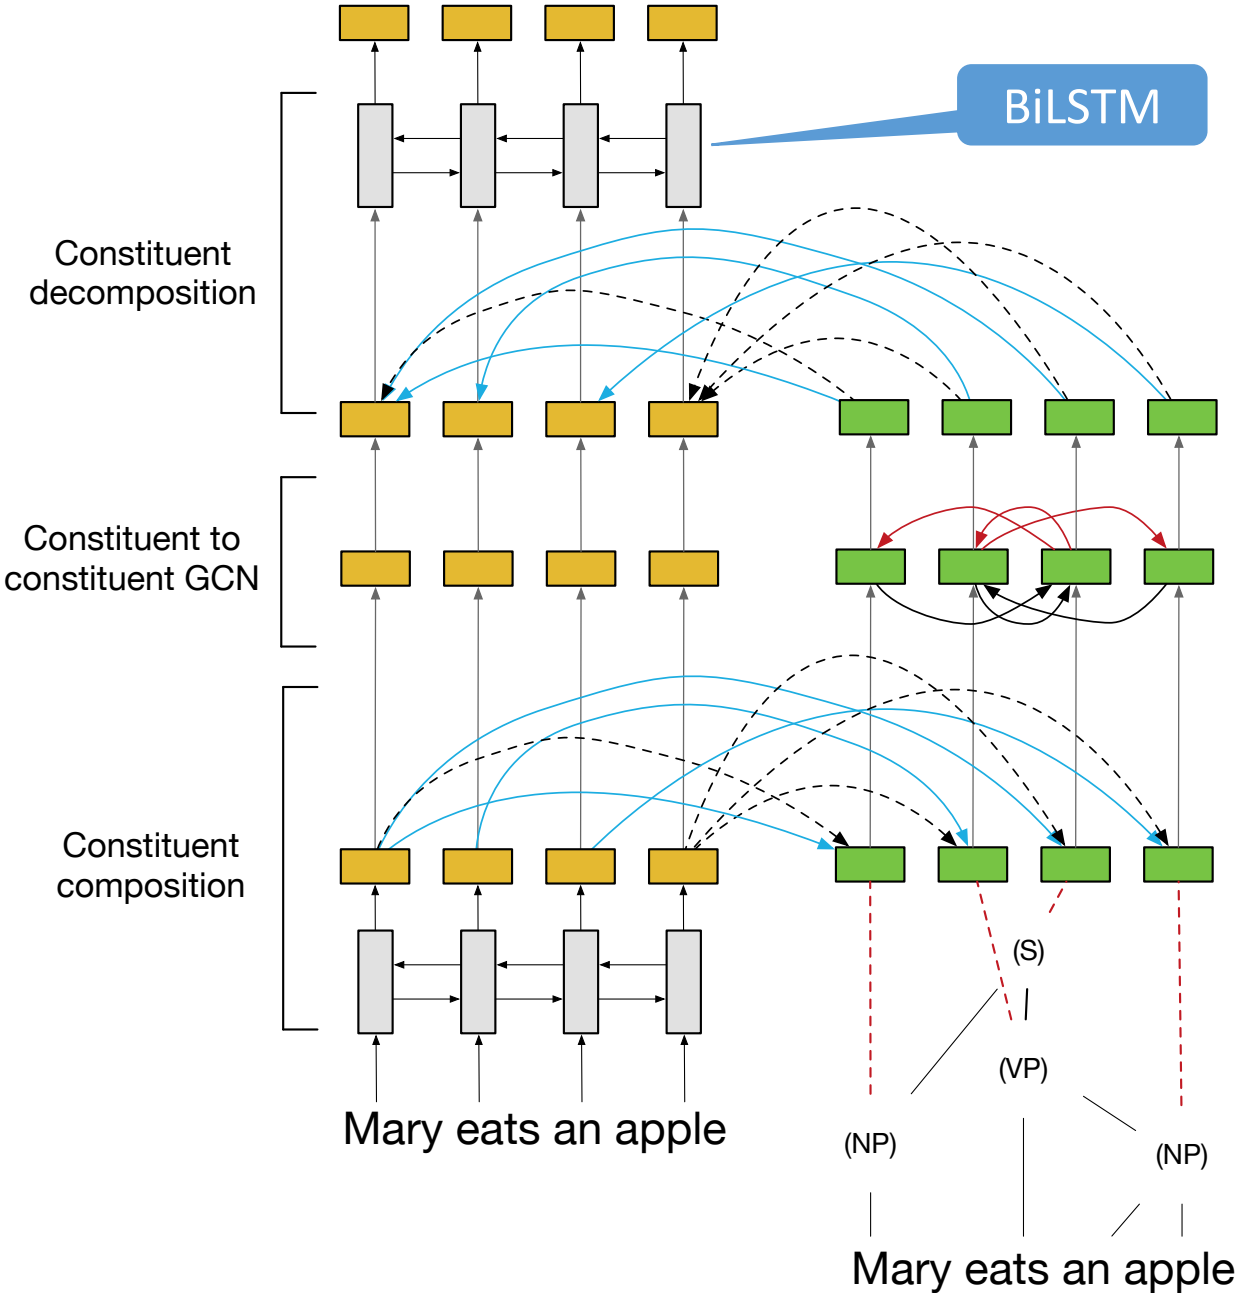 BiLSTM
Constituent
decomposition
Constituent to
constituent GCN
Constituent
composition
(S)
(VP)
Mary eats an apple
(NP)
(NP)
Mary eats an apple